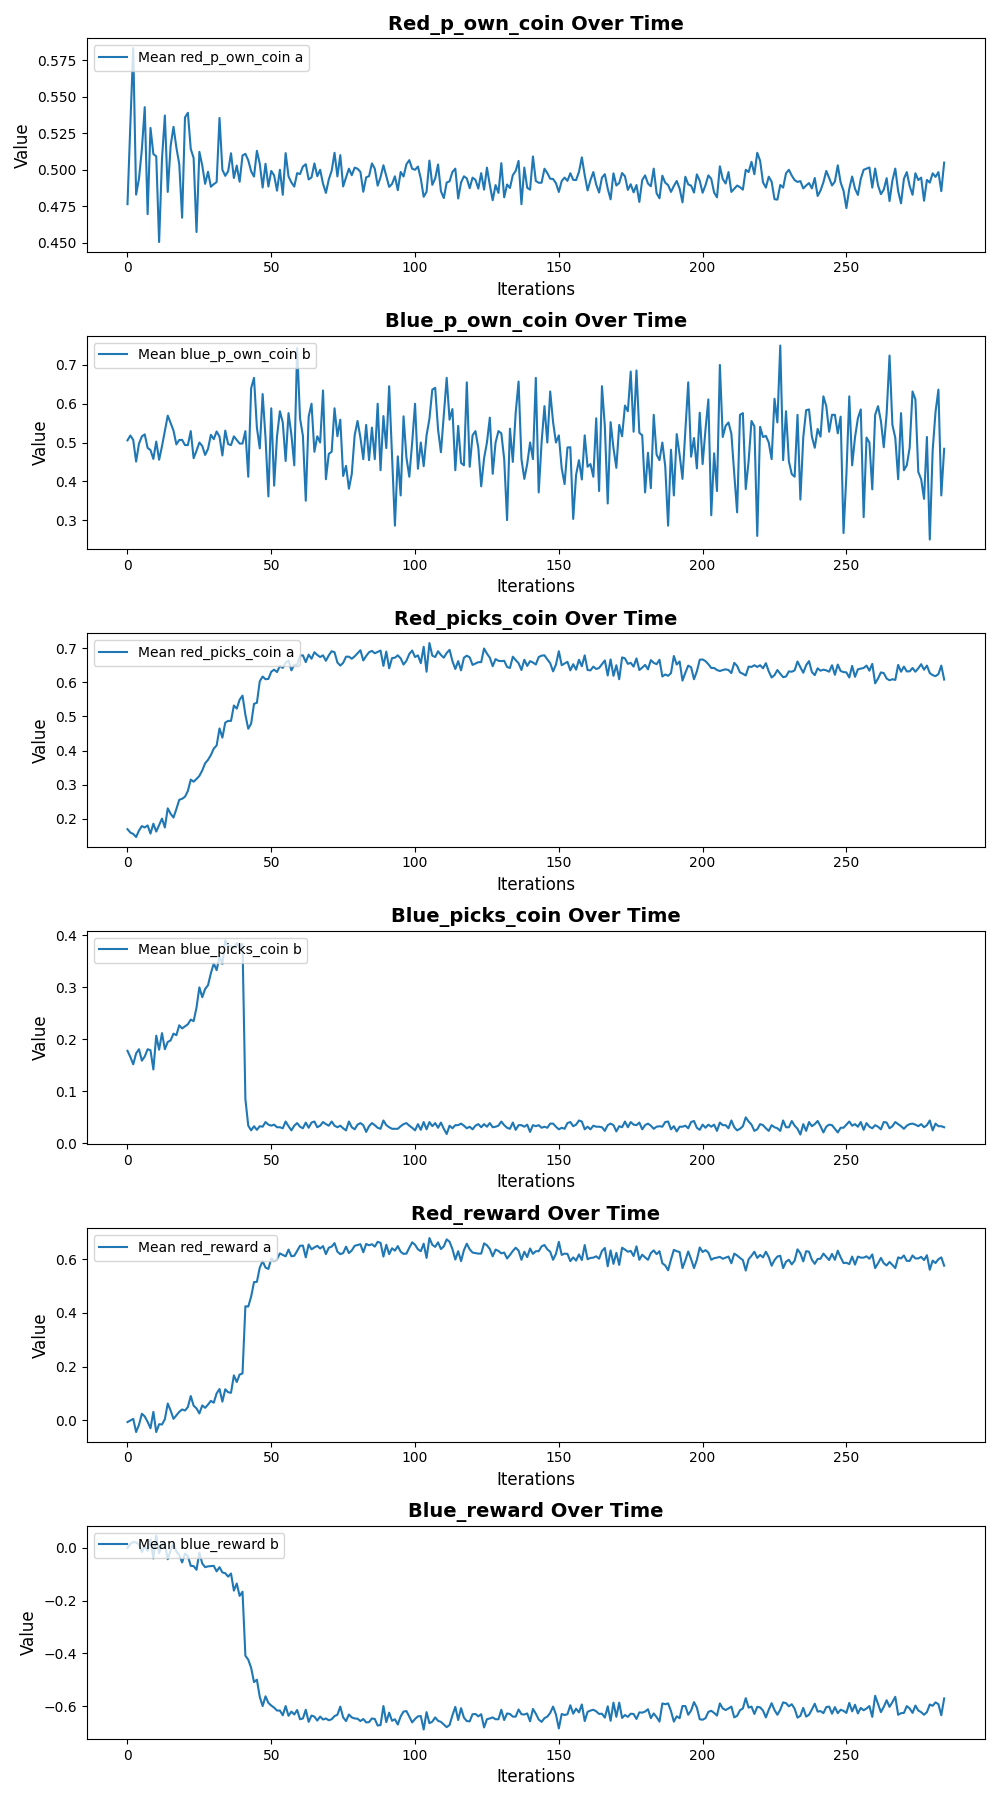 Red_p_own_coin Over Time
Mean red_p_own_coin a
0.575
0.550
0.525
0.500
0.475
0.450
Value
0 50 100 150 200 250
Iterations
Blue_p_own_coin Over Time
Mean blue_p_own_coin b
0.7
0.6
0.5
0.4
0.3
Value
0 50 100 150 200 250
Iterations
Red_picks_coin Over Time
Mean red_picks_coin a
0.7
0.6
0.5
0.4
0.3
0.2
Value
0 50 100 150 200 250
Iterations
Blue_picks_coin Over Time
Mean blue_picks_coin b
0.4
0.3
0.2
0.1
0.0
Value
0 50 100 150 200 250
Iterations
Red_reward Over Time
Mean red_reward a
0.6
0.4
0.2
0.0
Value
0 50 100 150 200 250
Iterations
Blue_reward Over Time
Mean blue_reward b
0.0
−0.2
−0.4
−0.6
Value
0 50 100 150 200 250
Iterations